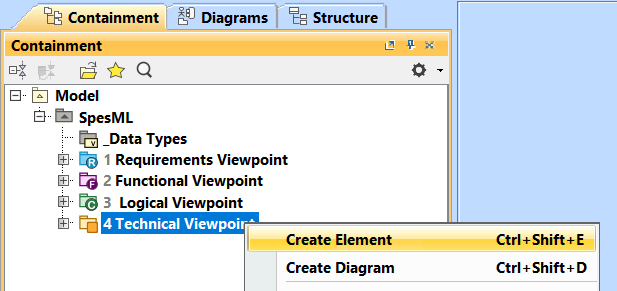 Containment Diagrams Structure
Containment
Model
SpesML
_Data Types
1 Requirements Viewpoint
2 Functional Viewpoint
3 Logical Viewpoint
4 Technical Viewpoint
Create Element Ctrl+Shift+E
Create Diagram Ctrl+Shift+D